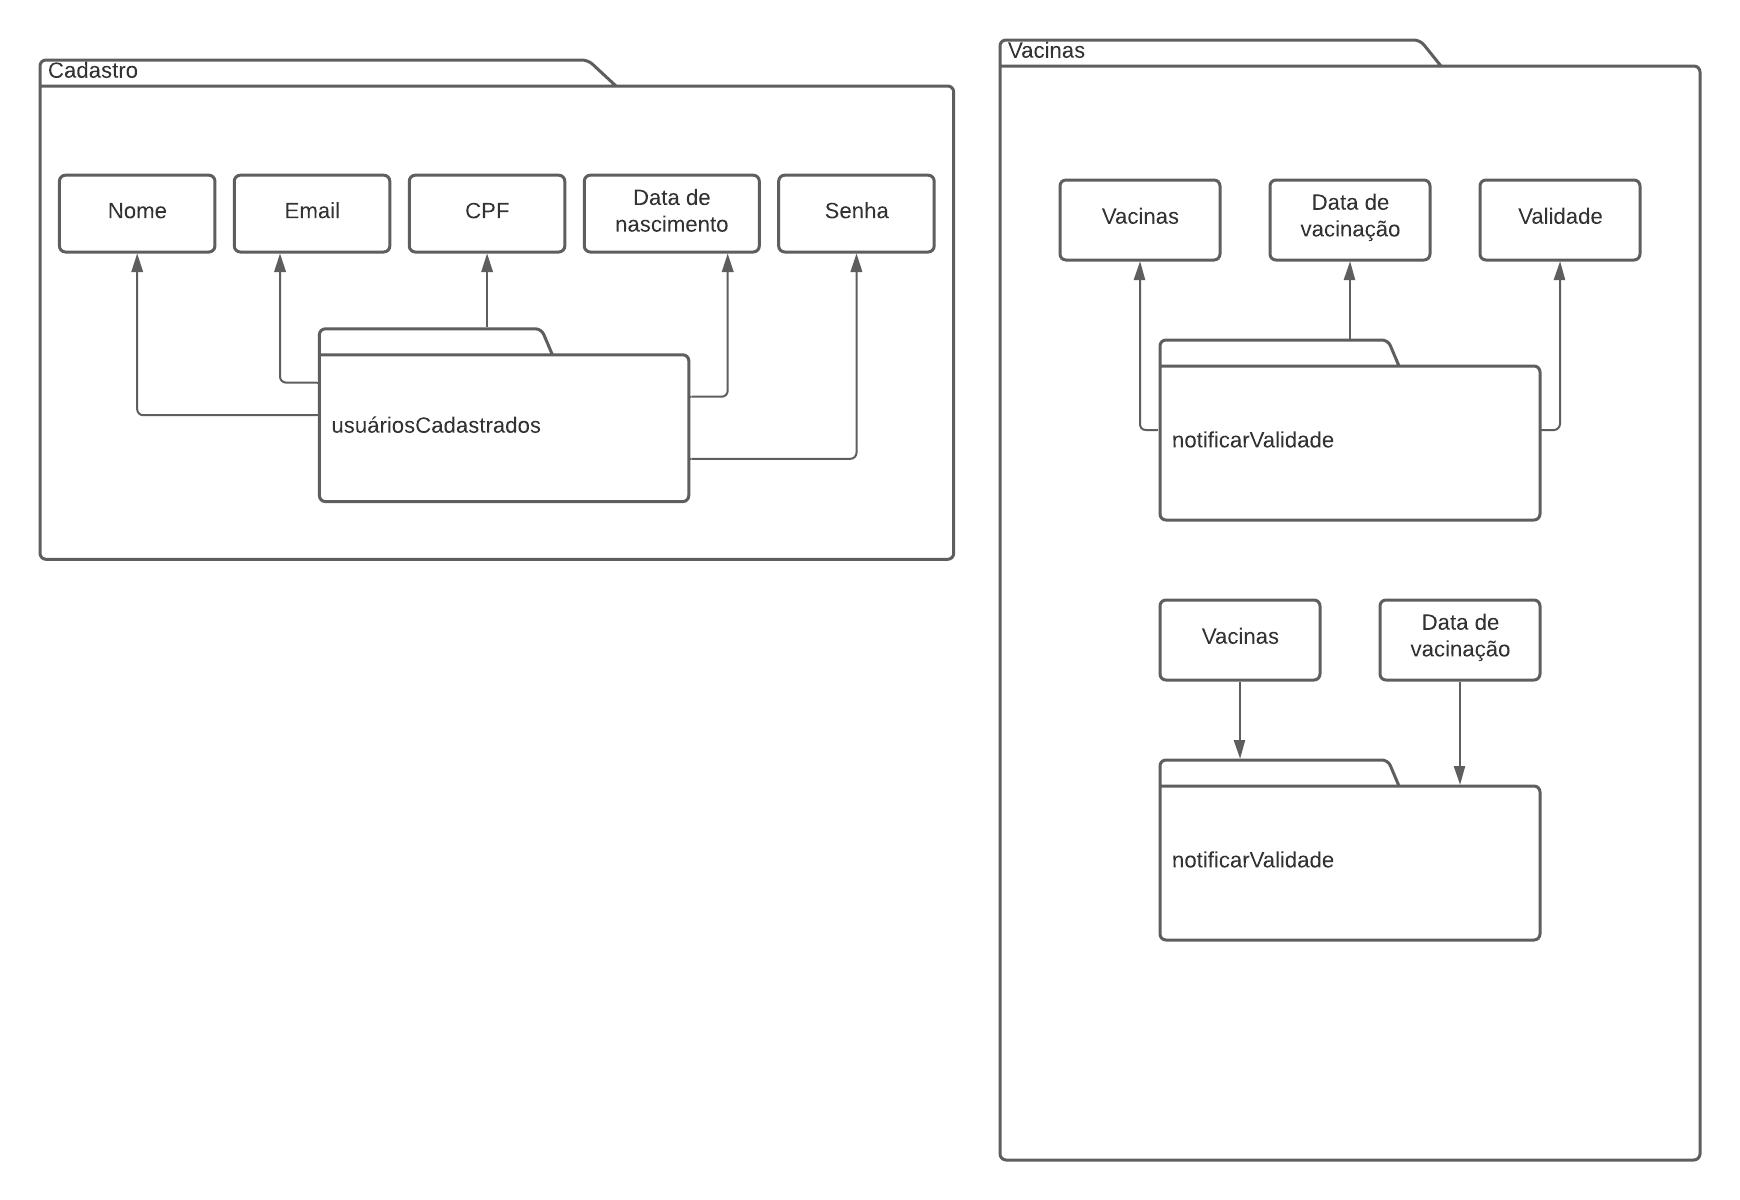 Cadastro
Nome
Email
CPF
Data de
nascimento
Senha
usuáriosCadastrados
Vacinas
Vacinas
Data de
vacinação
Validade
notificarValidade
Vacinas
Data de
vacinação
notificarValidade